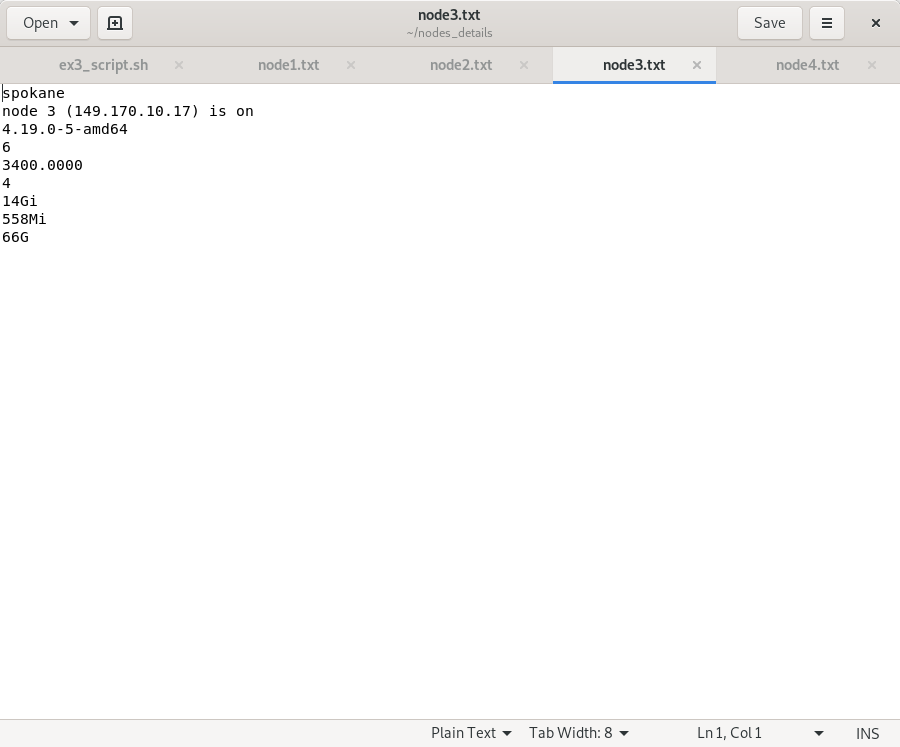 Open
node3.txt
~/nodes_details
Save
ex3_script.sh
node1.txt
node2.txt
node3.txt
node4.txt
spokane
node 3 (149.170.10.17) is on
4.19.0-5-amd64
6
3400.0000
4
14Gi
558Mi
66G
Plain Text
Tab Width: 8
Ln 1, Col 1
INS